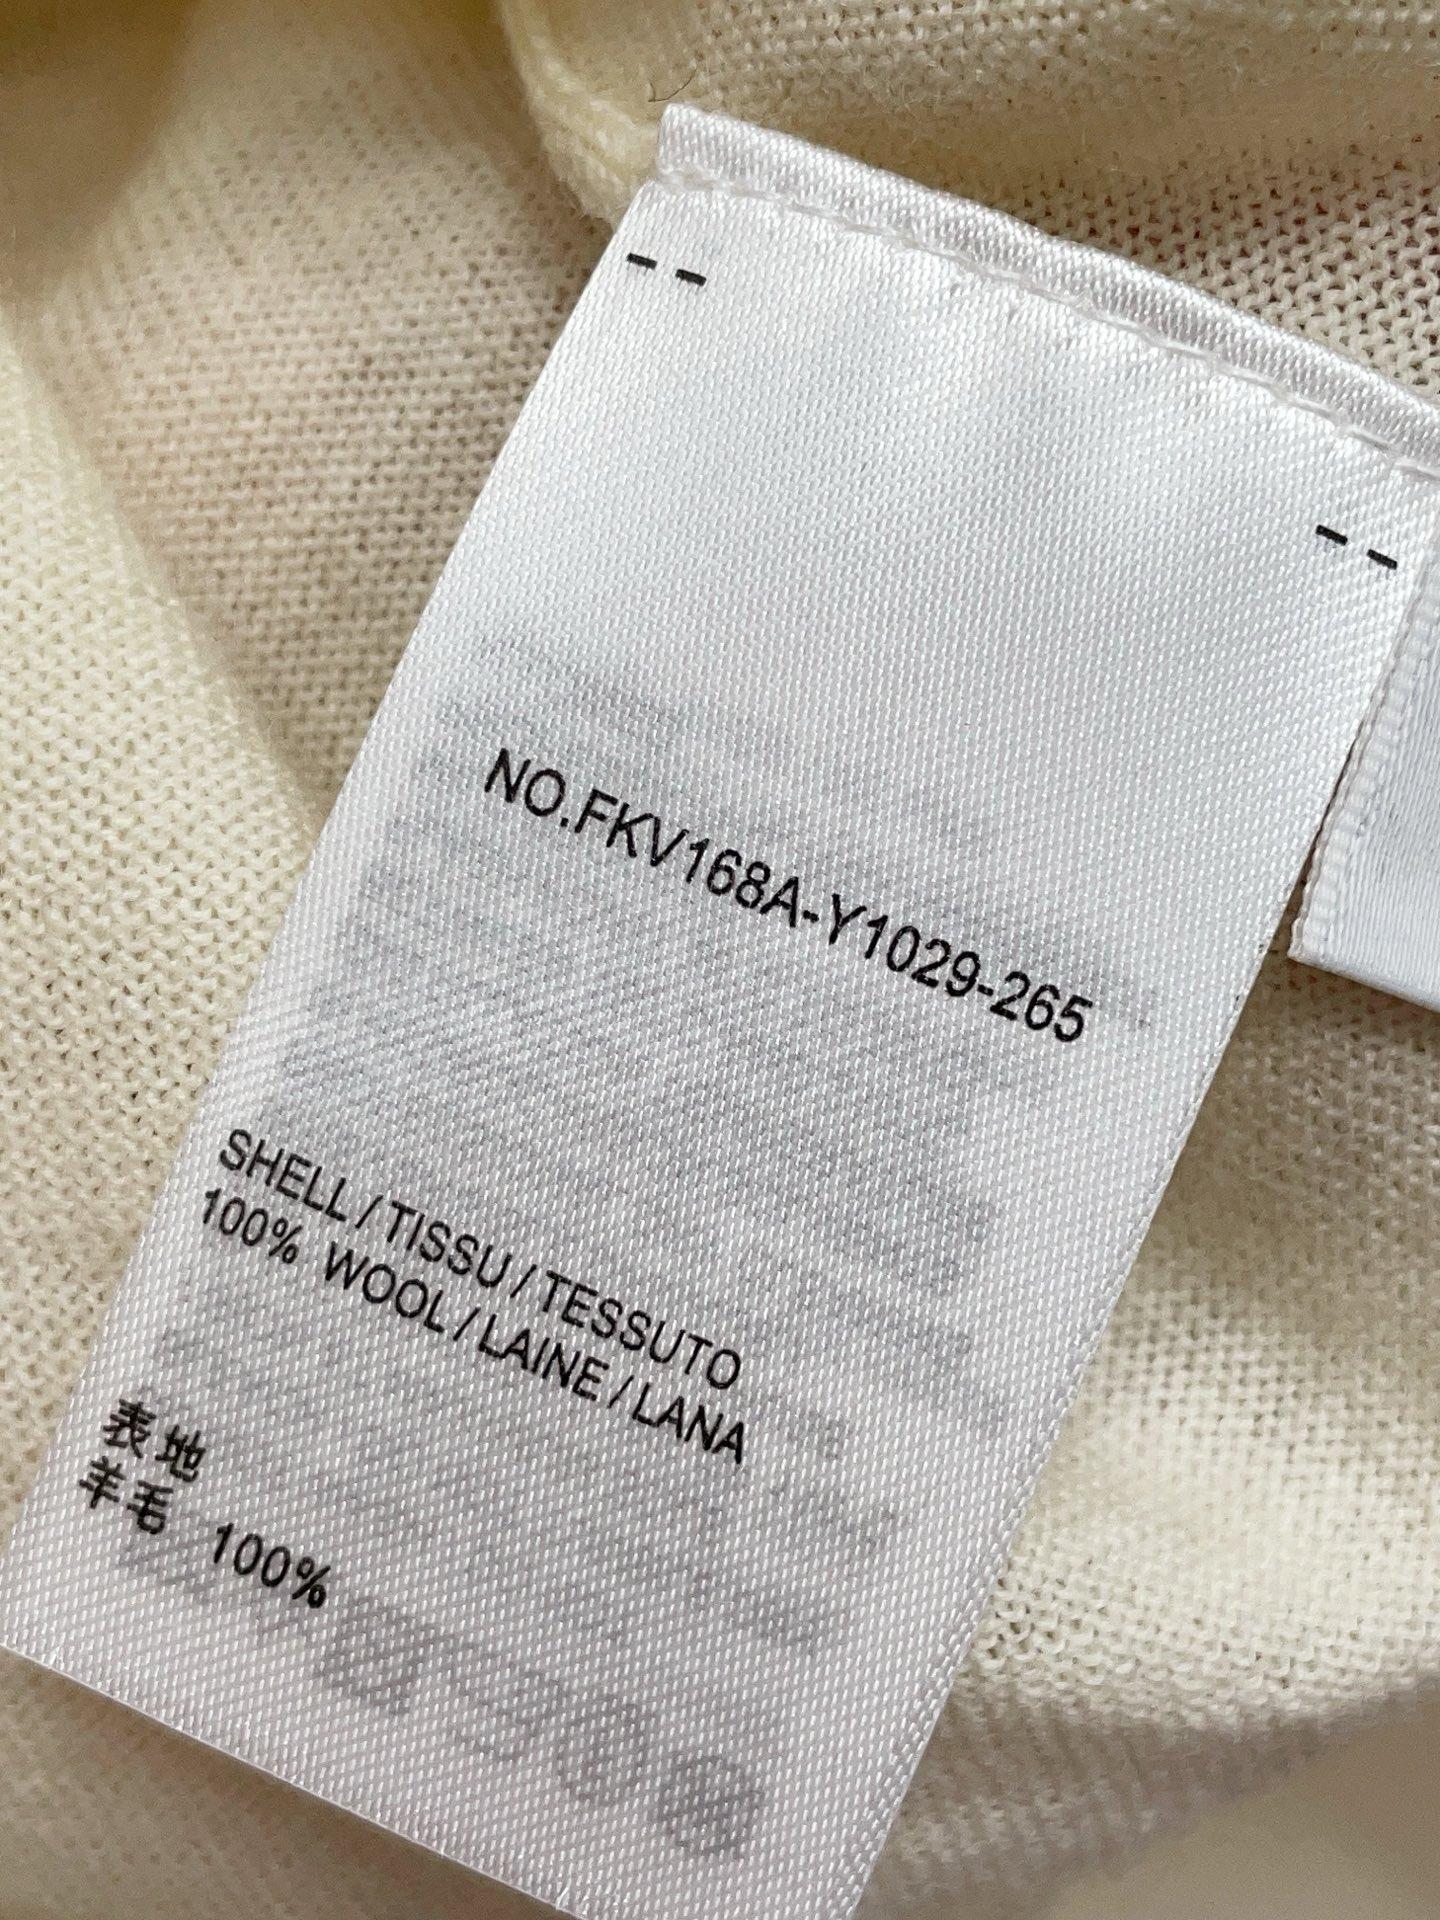 -- --
NO.FKV168A-Y1029-265
SHELL / TISSU / TESSUTO
100% WOOL / LAINE / LANA
表地
羊毛 100%